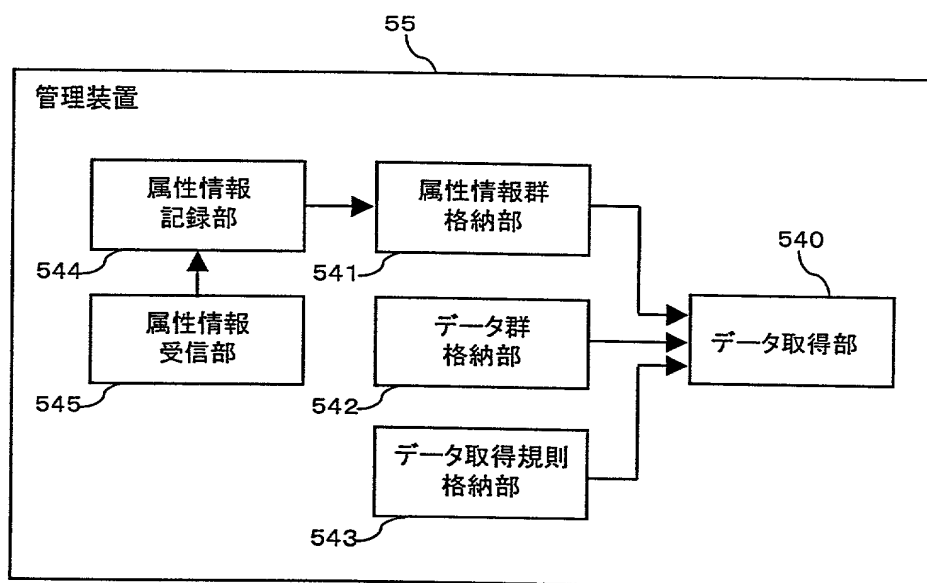 55
管理装置
属性情報
記録部
544
属性情報群
格納部
541
540
属性情報
受信部
545
データ群
格納部
542
データ取得部
データ取得規則
格納部
543